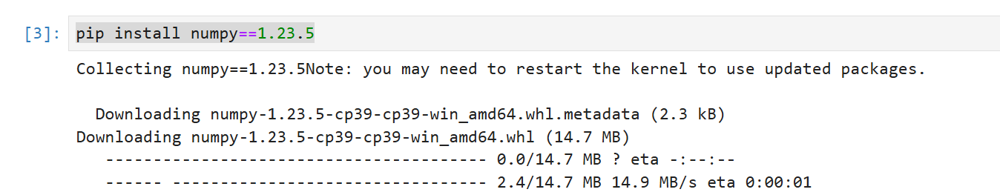 [3]: pip install numpy==1.23.5
Collecting numpy==1.23.5Note: you may need to restart the kernel to use updated packages.
Downloading numpy-1.23.5-cp39-cp39-win_amd64.whl.metadata (2.3 kB)
Downloading numpy-1.23.5-cp39-cp39-win_amd64.whl (14.7 MB)
---------------------------------------- 0.0/14.7 MB ? eta -:--:--
------ --------------------------------- 2.4/14.7 MB 14.9 MB/s eta 0:00:01